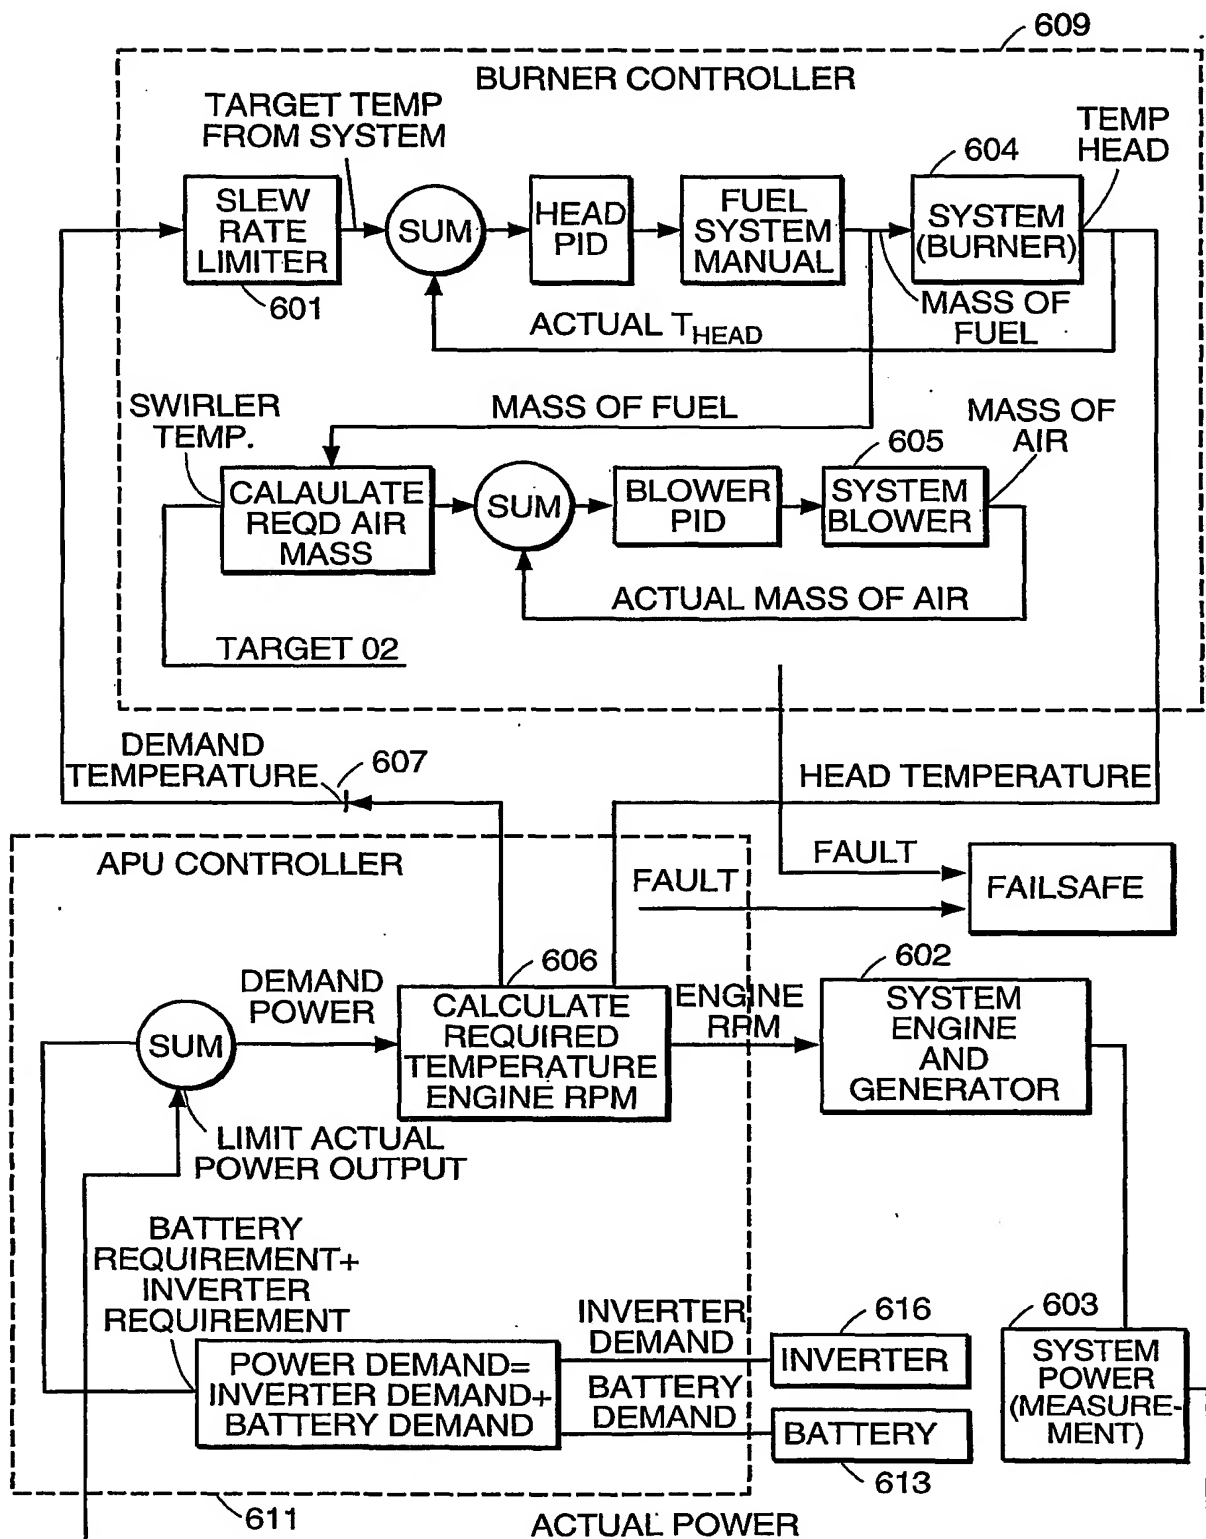 609
BURNER CONTROLLER
TARGET TEMP
FROM SYSTEM
TEMP
HEAD
604
SLEW
RATE
LIMITER
SUM
HEAD
PID
FUEL
SYSTEM
MANUAL
SYSTEM
(BURNER)
601
ACTUAL THEAD
MASS OF
FUEL
SWIRLER
TEMP.
MASS OF FUEL
MASS OF
AIR
605
CALAULATE
REQD AIR
MASS
SUM
BLOWER
PID
SYSTEM
BLOWER
ACTUAL MASS OF AIR
TARGET 02
DEMAND
TEMPERATURE
607
HEAD TEMPERATURE
APU CONTROLLER
FAULT
FAULT
FAILSAFE
606
602
DEMAND
POWER
SUM
CALCULATE
REQUIRED
TEMPERATURE
ENGINE RPM
ENGINE
RPM
SYSTEM
ENGINE
AND
GENERATOR
LIMIT ACTUAL
POWER OUTPUT
BATTERY
REQUIREMENT+
INVERTER
REQUIREMENT
INVERTER
DEMAND
616
603
POWER DEMAND=
INVERTER DEMAND+
BATTERY DEMAND
INVERTER
BATTERY
DEMAND
BATTERY
SYSTEM
POWER
(MEASURE-
MENT)
613
611
ACTUAL POWER